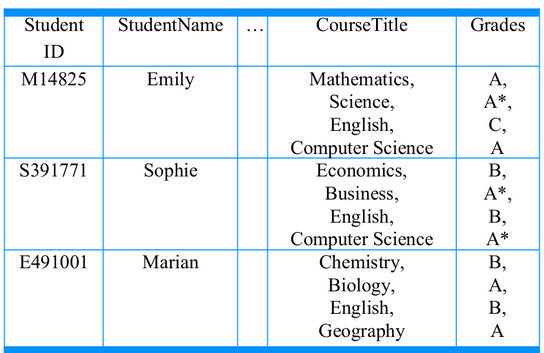 Student ID StudentName … CourseTitle Grades
M14825 Emily Mathematics, A,
Science, A*,
English, C,
Computer Science A
S391771 Sophie Economics, B,
Business, A*,
English, B,
Computer Science A*
E491001 Marian Chemistry, B,
Biology, A,
English, B,
Geography A